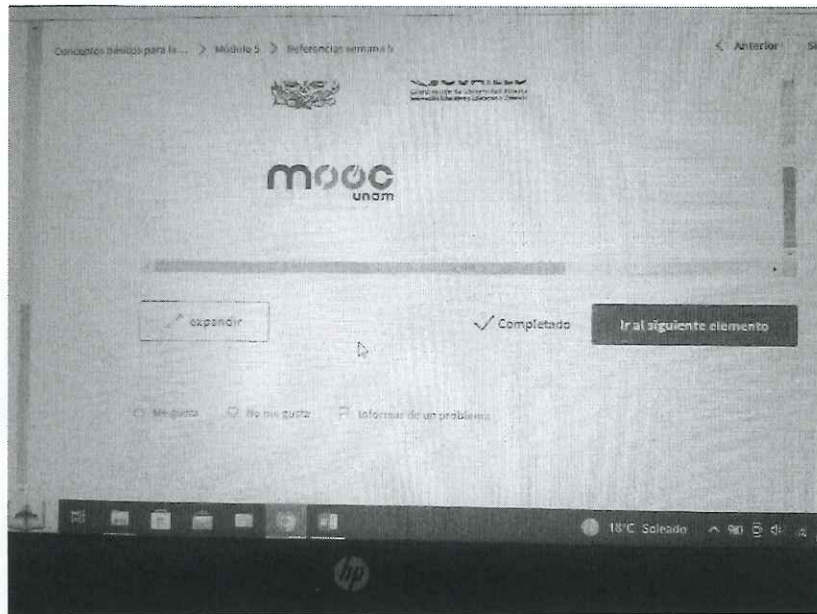 Conceptos básicos para la ... > Módulo 5 > Referencias semana 5
< Anterior
mooc
unam
expandir
✓ Completado
Ir al siguiente elemento
Me gusta
No me gusta
Informar de un problema
18°C Soleado
hp